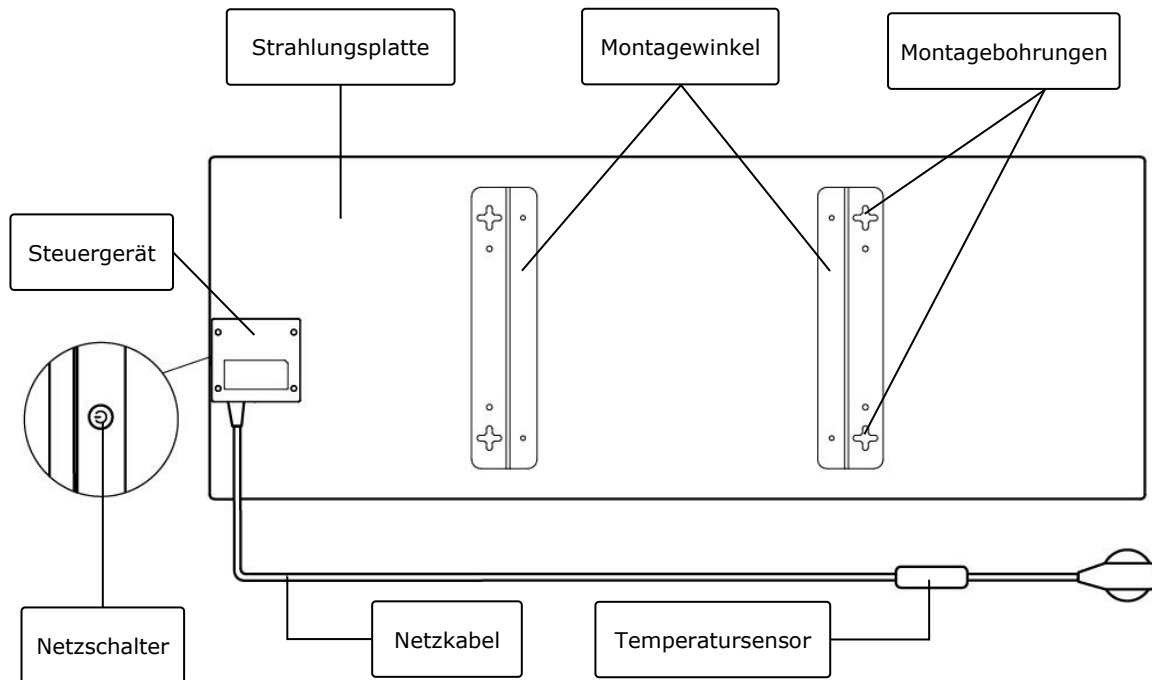 Strahlungsplatte
Montagewinkel
Montagebohrungen
Steuergerät
Netzschalter
Netzkabel
Temperatursensor